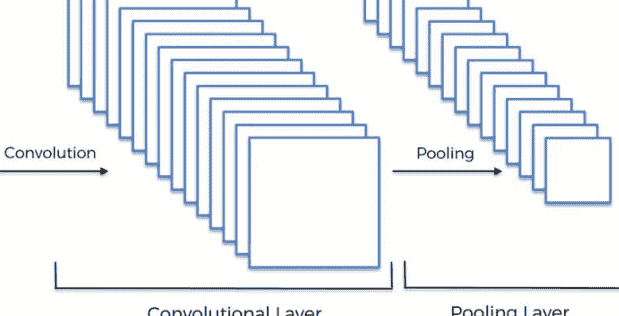 Convolution
Pooling
Convolutional Layer
Pooling Layer